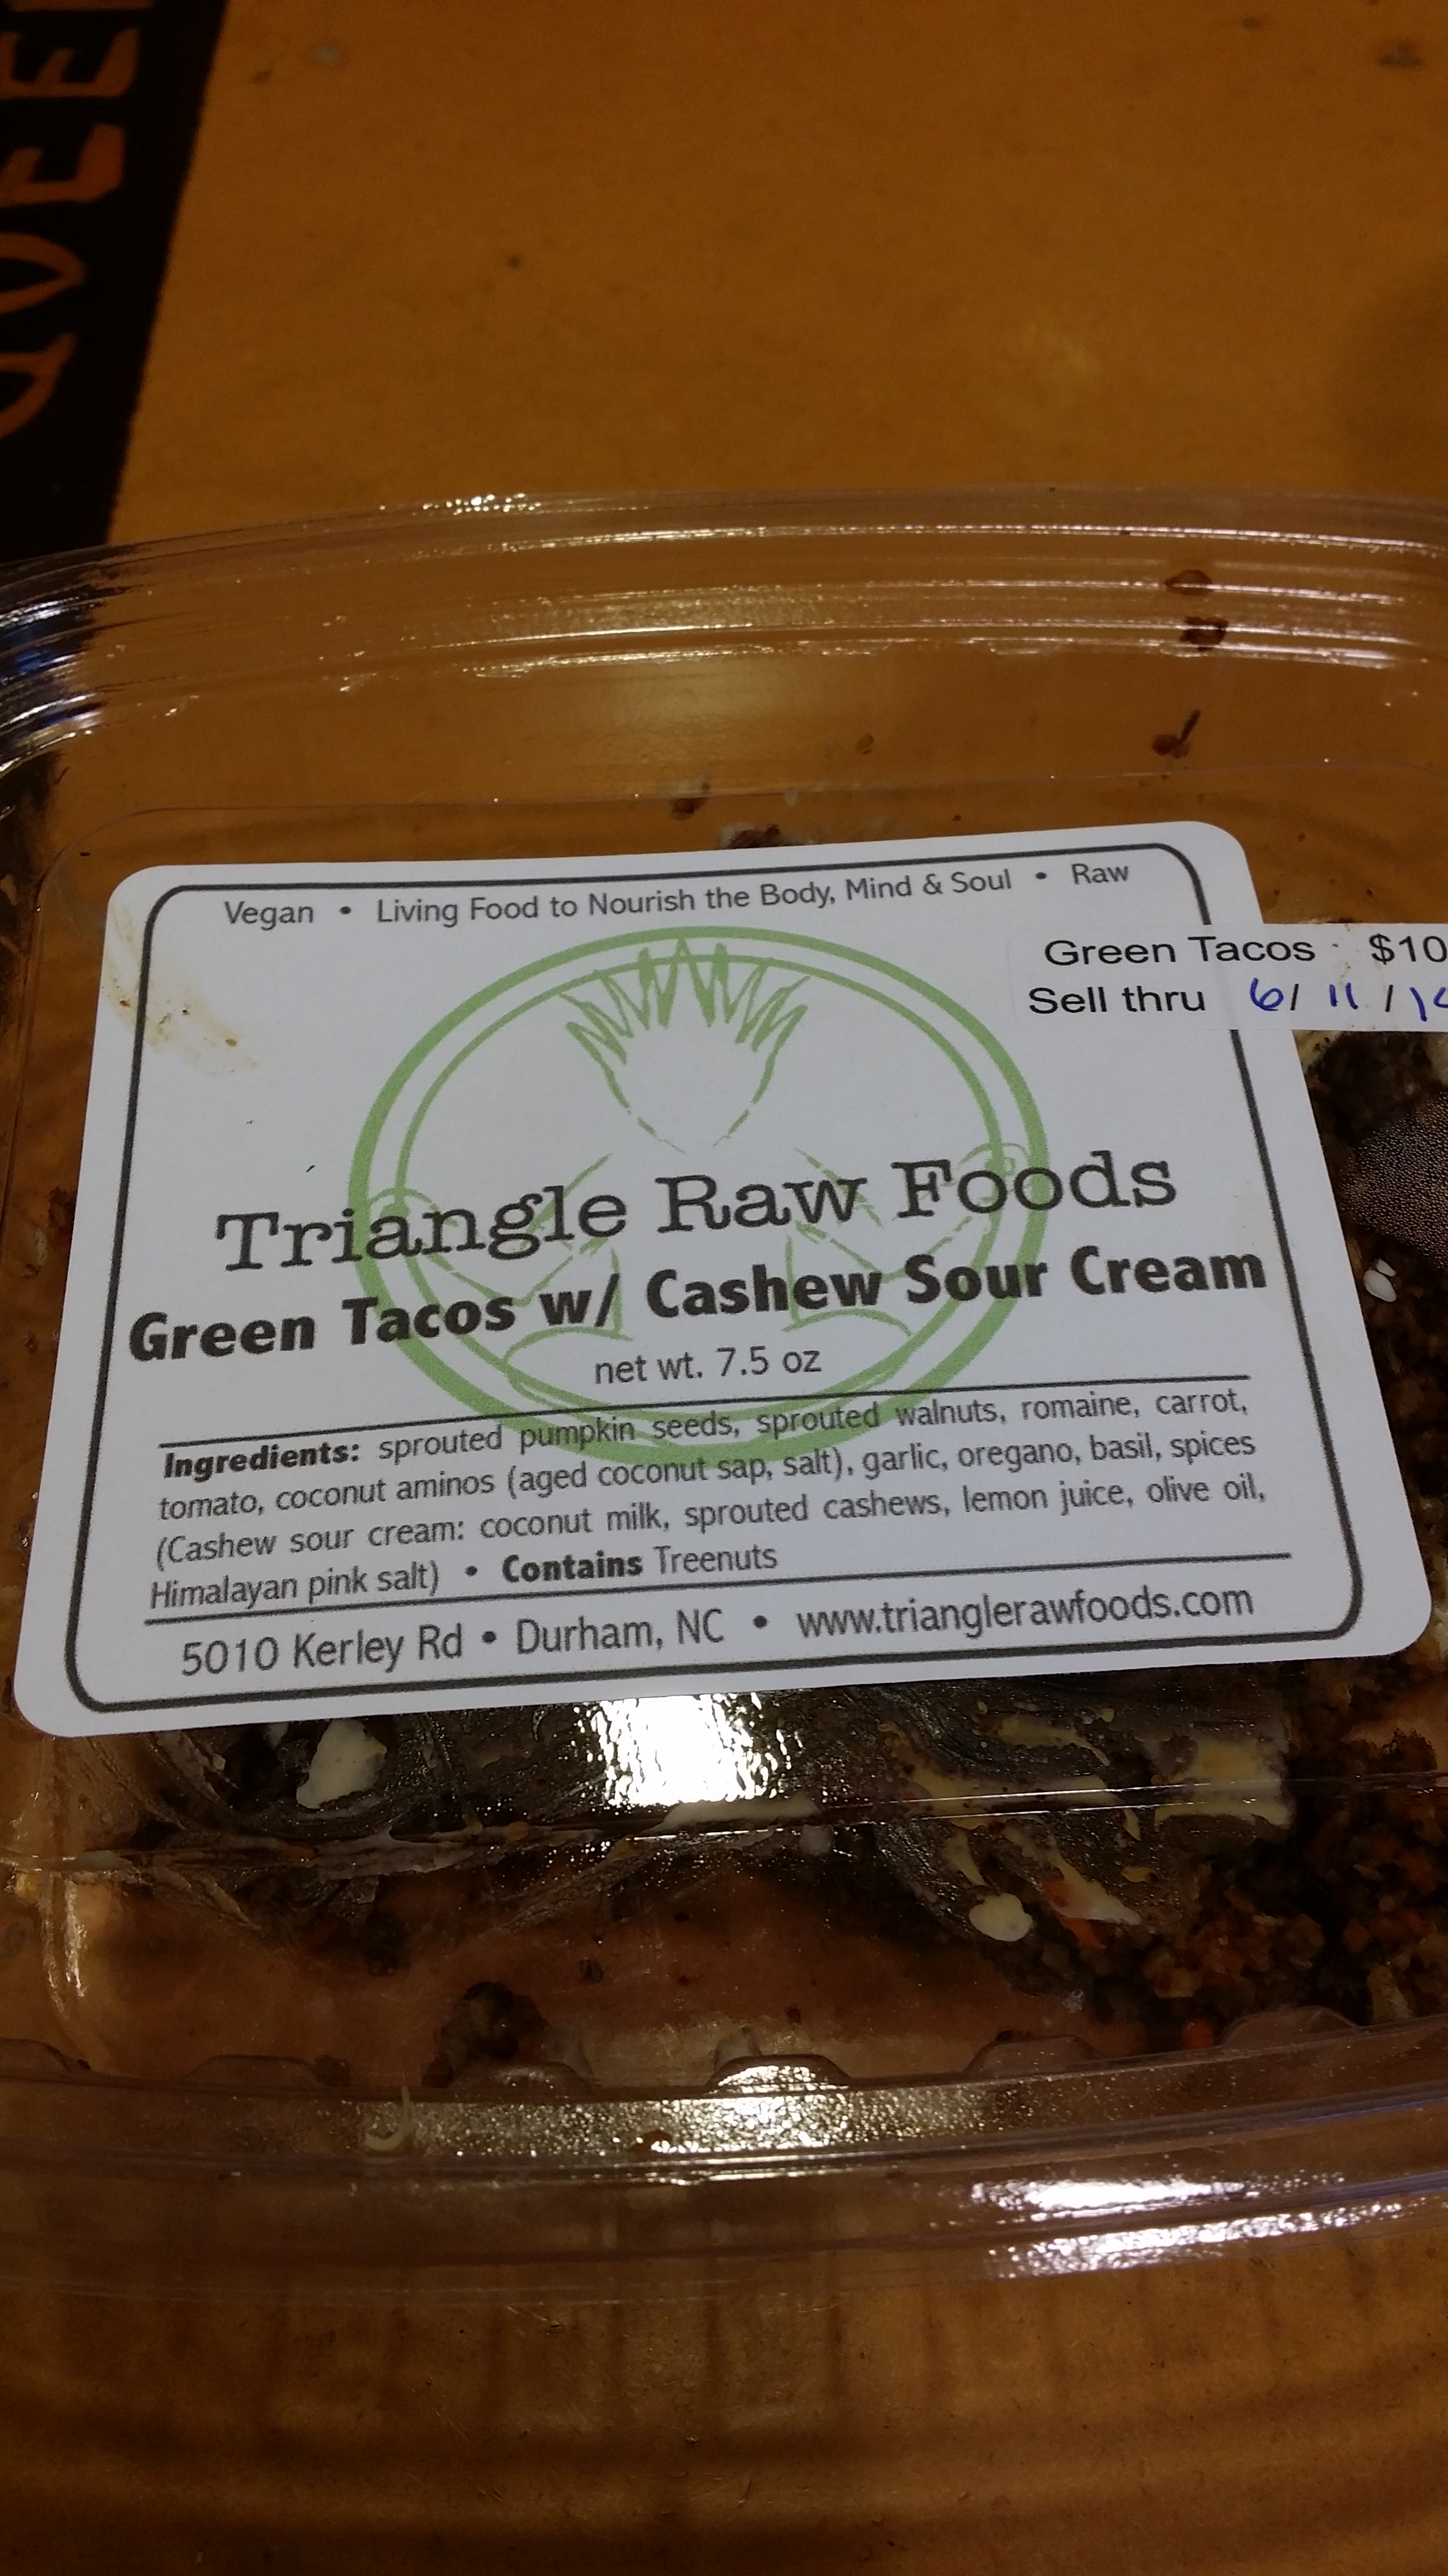 Vegan • Living Food to Nourish the Body, Mind & Soul • Raw
Green Tacos $10
Sell thru 6/ 11 /
Triangle Raw Foods
Green Tacos w/ Cashew Sour Cream
net wt. 7.5 oz
Ingredients: sprouted pumpkin seeds, sprouted walnuts, romaine, carrot,
tomato, coconut aminos (aged coconut sap, salt), garlic, oregano, basil, spices
(Cashew sour cream: coconut milk, sprouted cashews, lemon juice, olive oil,
Himalayan pink salt) • Contains Treenuts
5010 Kerley Rd • Durham, NC • www.trianglerawfoods.com